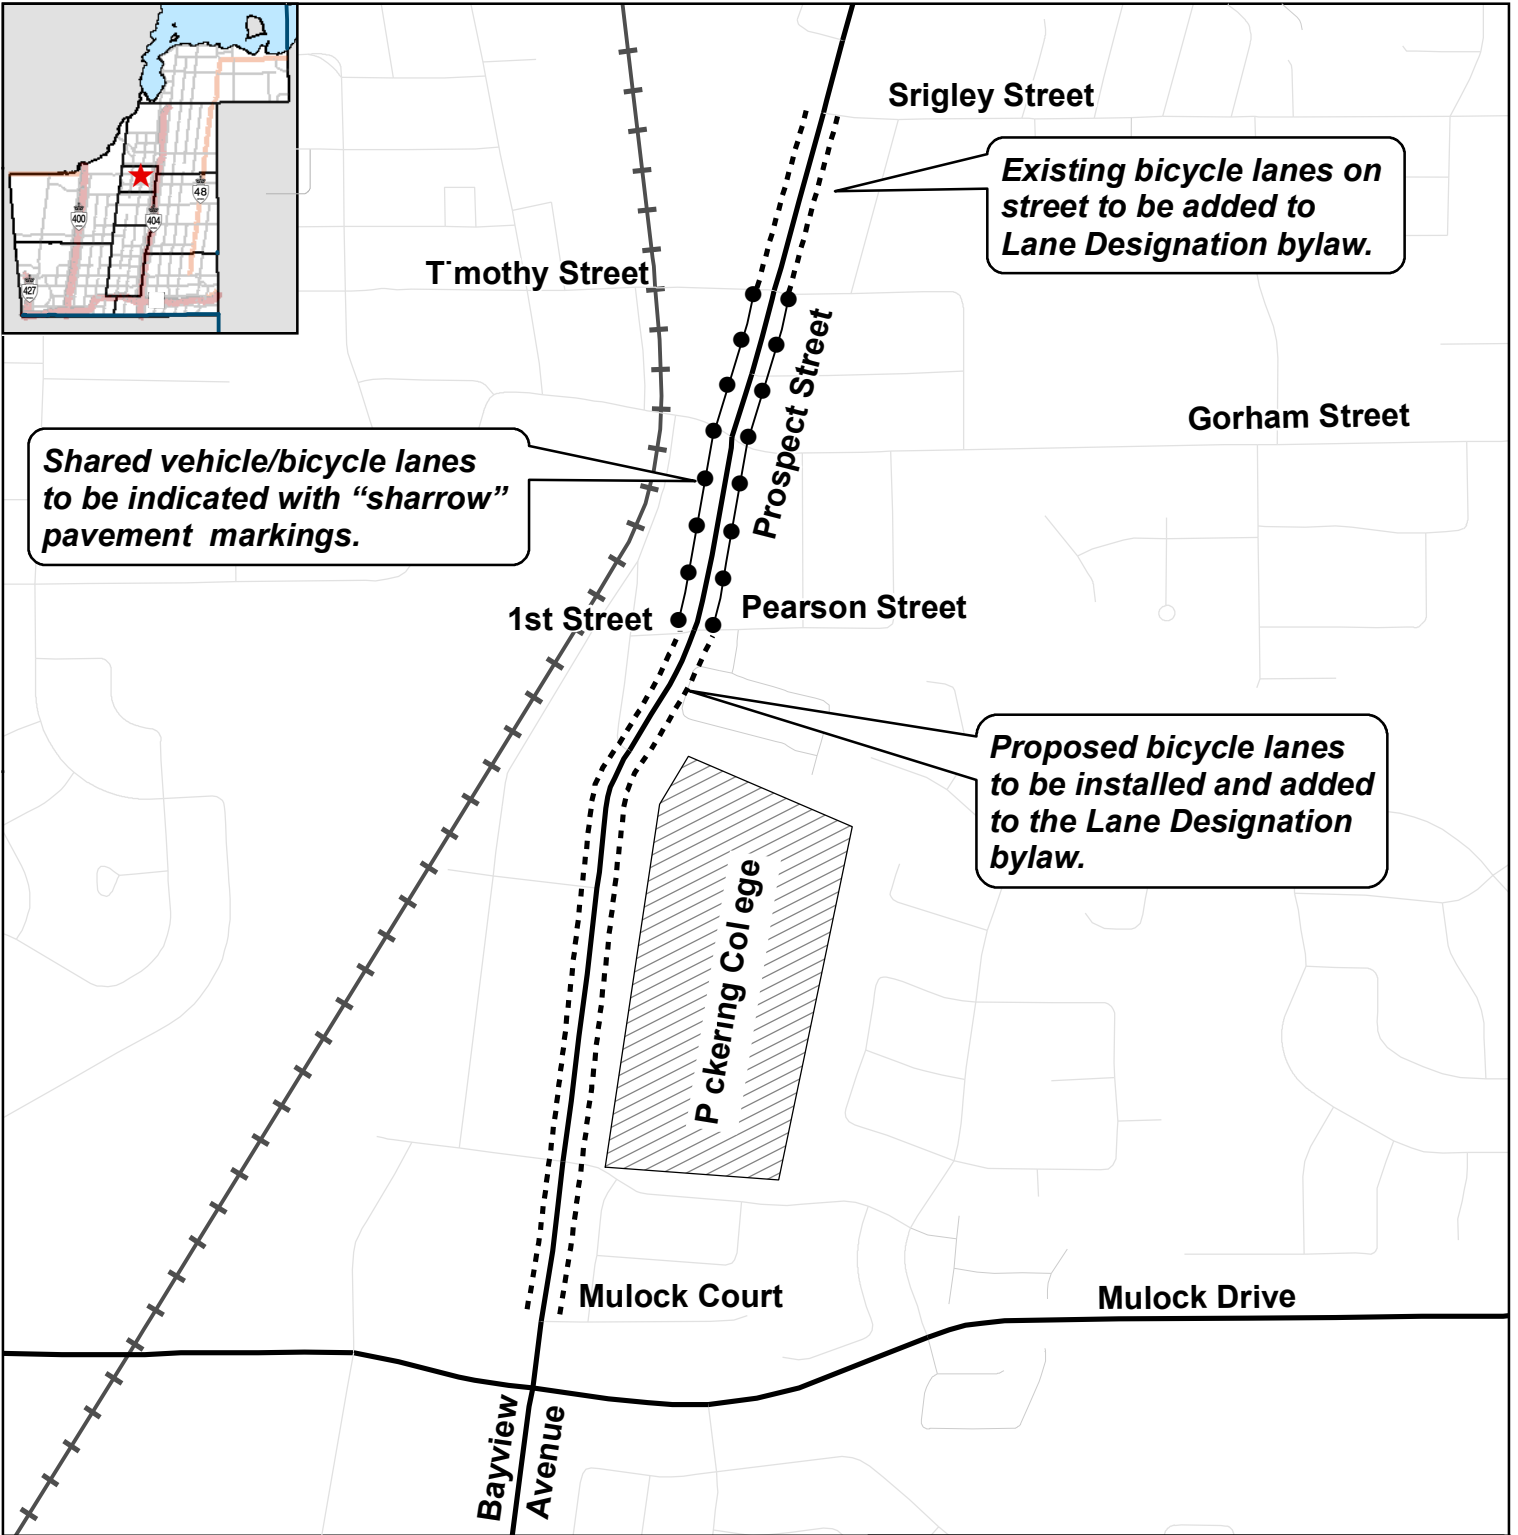 Srigley Street
Existing bicycle lanes on
street to be added to
Lane Designation bylaw.
48
400
404
427
T mothy Street
Prospect Street
Gorham Street
Shared vehicle/bicycle lanes
to be indicated with “sharrow”
pavement markings.
1st Street
Pearson Street
Proposed bicycle lanes
to be installed and added
to the Lane Designation
bylaw.
P ckering Col ege
Mulock Court
Mulock Drive
Bayview
Avenue